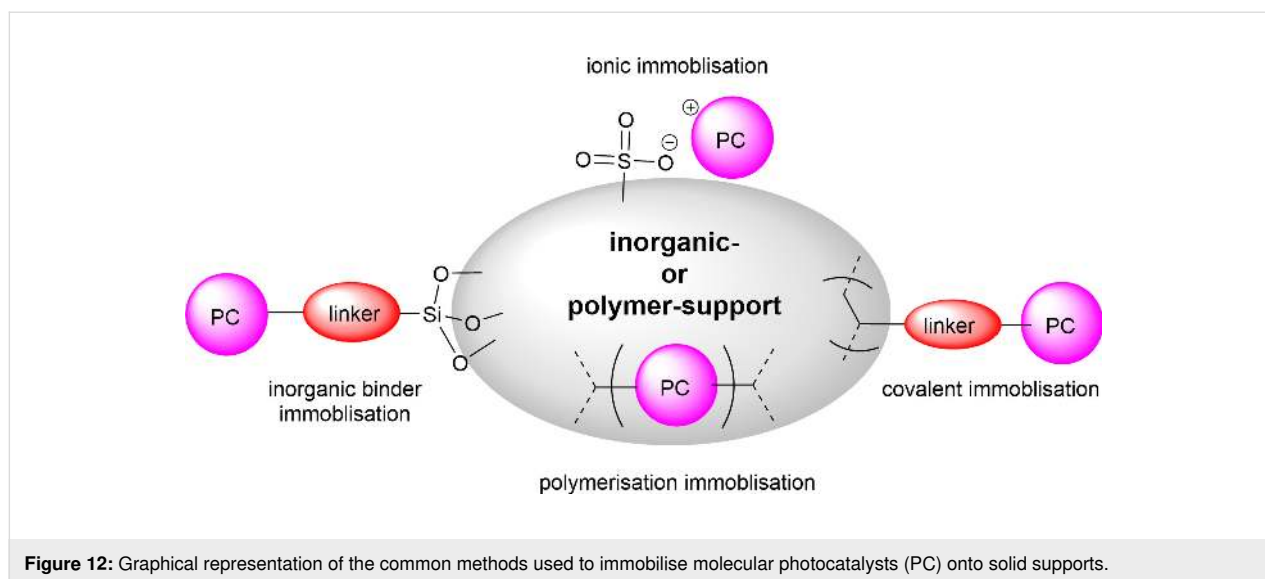 ionic immoblisation
⊕
PC
O
⊖
O=S—O
inorganic-
or
polymer-support
O
PC
linker
Si
O
O
linker
PC
PC
inorganic binder
immoblisation
covalent immoblisation
polymerisation immoblisation
Figure 12: Graphical representation of the common methods used to immobilise molecular photocatalysts (PC) onto solid supports.